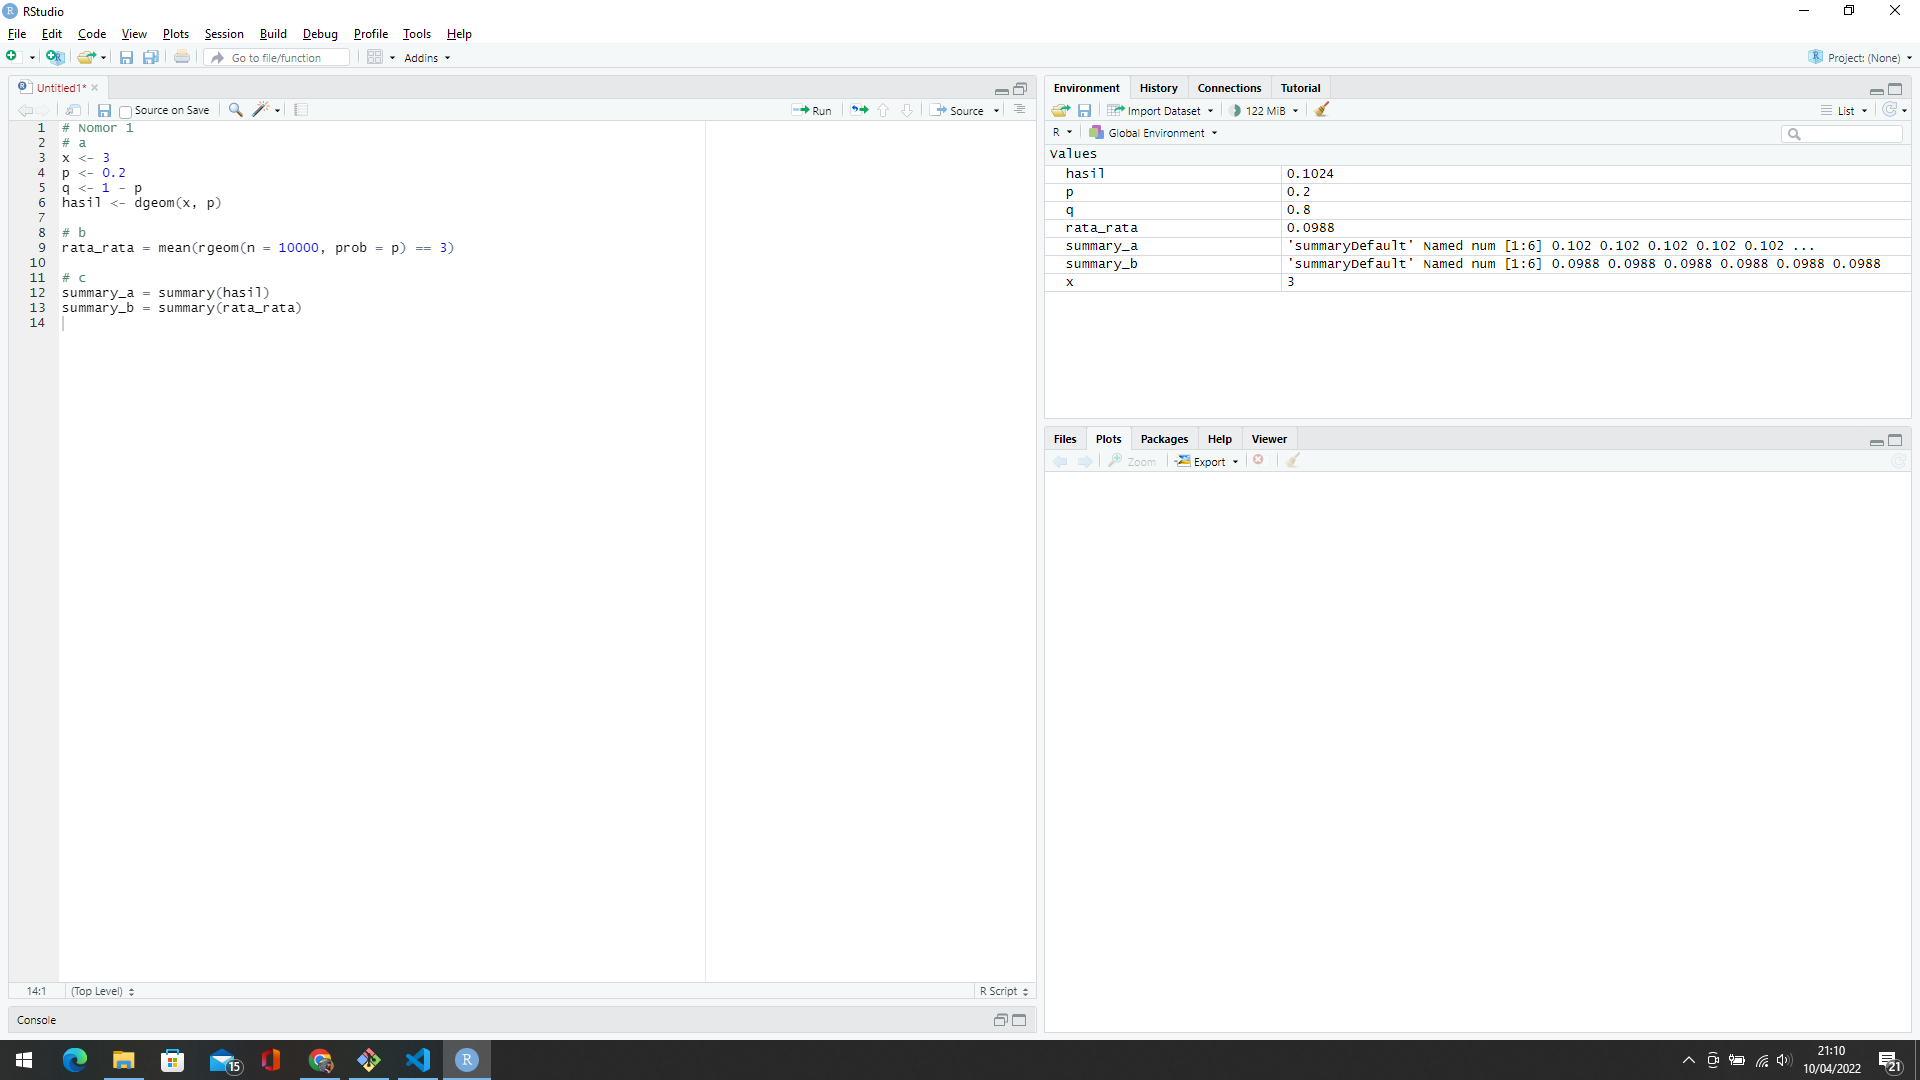 RStudio
File Edit Code View Plots Session Build Debug Profile Tools Help
Go to file/function Addins Project: (None)
Untitled1*
Source on Save Run Source
1 # Nomor 1
2 # a
3 x <- 3
4 p <- 0.2
5 q <- 1 - p
6 hasil <- dgeom(x, p)
7
8 # b
9 rata_rata = mean(rgeom(n = 10000, prob = p) == 3)
10
11 # c
12 summary_a = summary(hasil)
13 summary_b = summary(rata_rata)
14
14:1 (Top Level) R Script
Console
Environment History Connections Tutorial
Import Dataset 122 MiB List
R Global Environment
Values
hasil 0.1024
p 0.2
q 0.8
rata_rata 0.0988
summary_a 'summaryDefault' Named num [1:6] 0.102 0.102 0.102 0.102 0.102 ...
summary_b 'summaryDefault' Named num [1:6] 0.0988 0.0988 0.0988 0.0988 0.0988 0.0988
x 3
Files Plots Packages Help Viewer
Zoom Export
15
R
21:10
10/04/2022
21